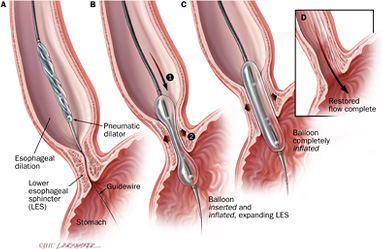 A
B
C
D
1
2
Pneumatic
dilator
Esophageal
dilation
Lower
esophageal
sphincter
(LES)
Guidewire
Stomach
Balloon
inserted and
inflated, expanding LES
Balloon
completely
inflated
Restored
flow complete
©JHU